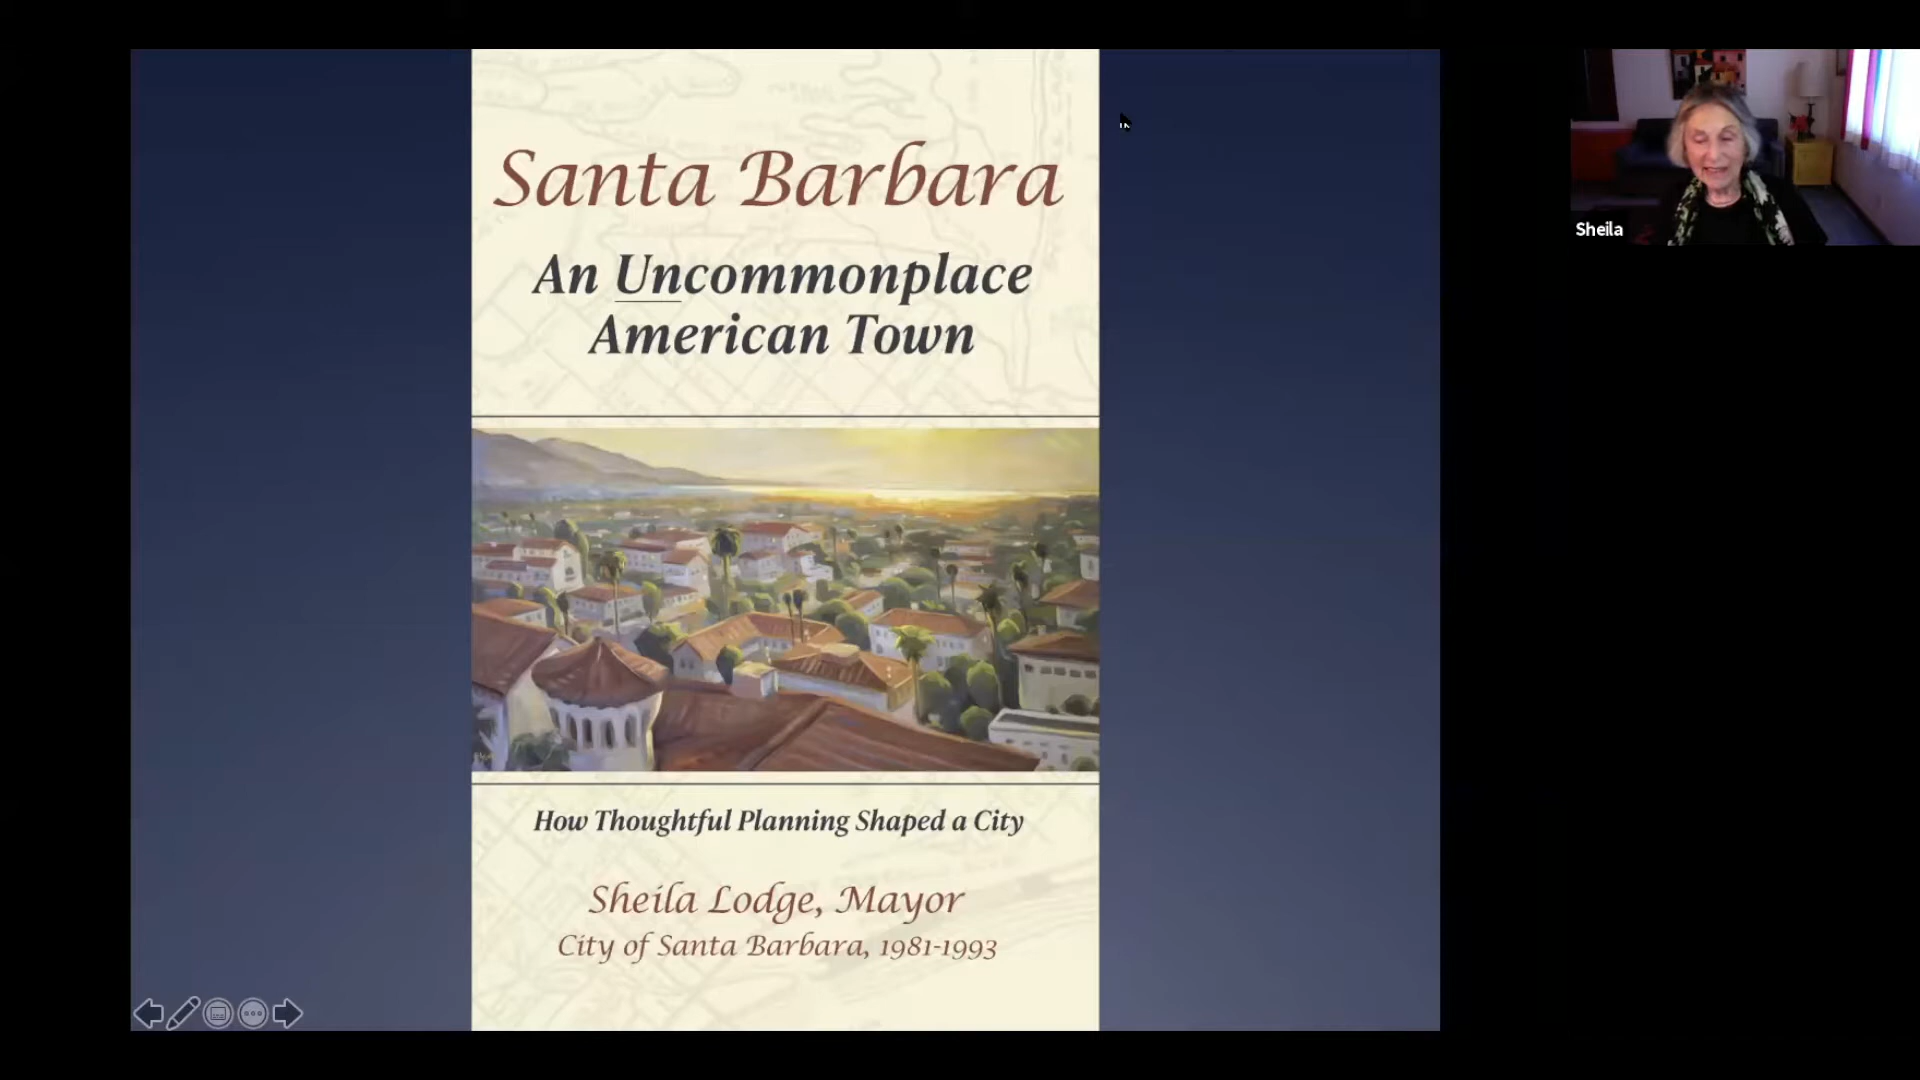 Santa Barbara
An Uncommonplace
American Town
How Thoughtful Planning Shaped a City
Sheila Lodge, Mayor
City of Santa Barbara, 1981-1993
Sheila